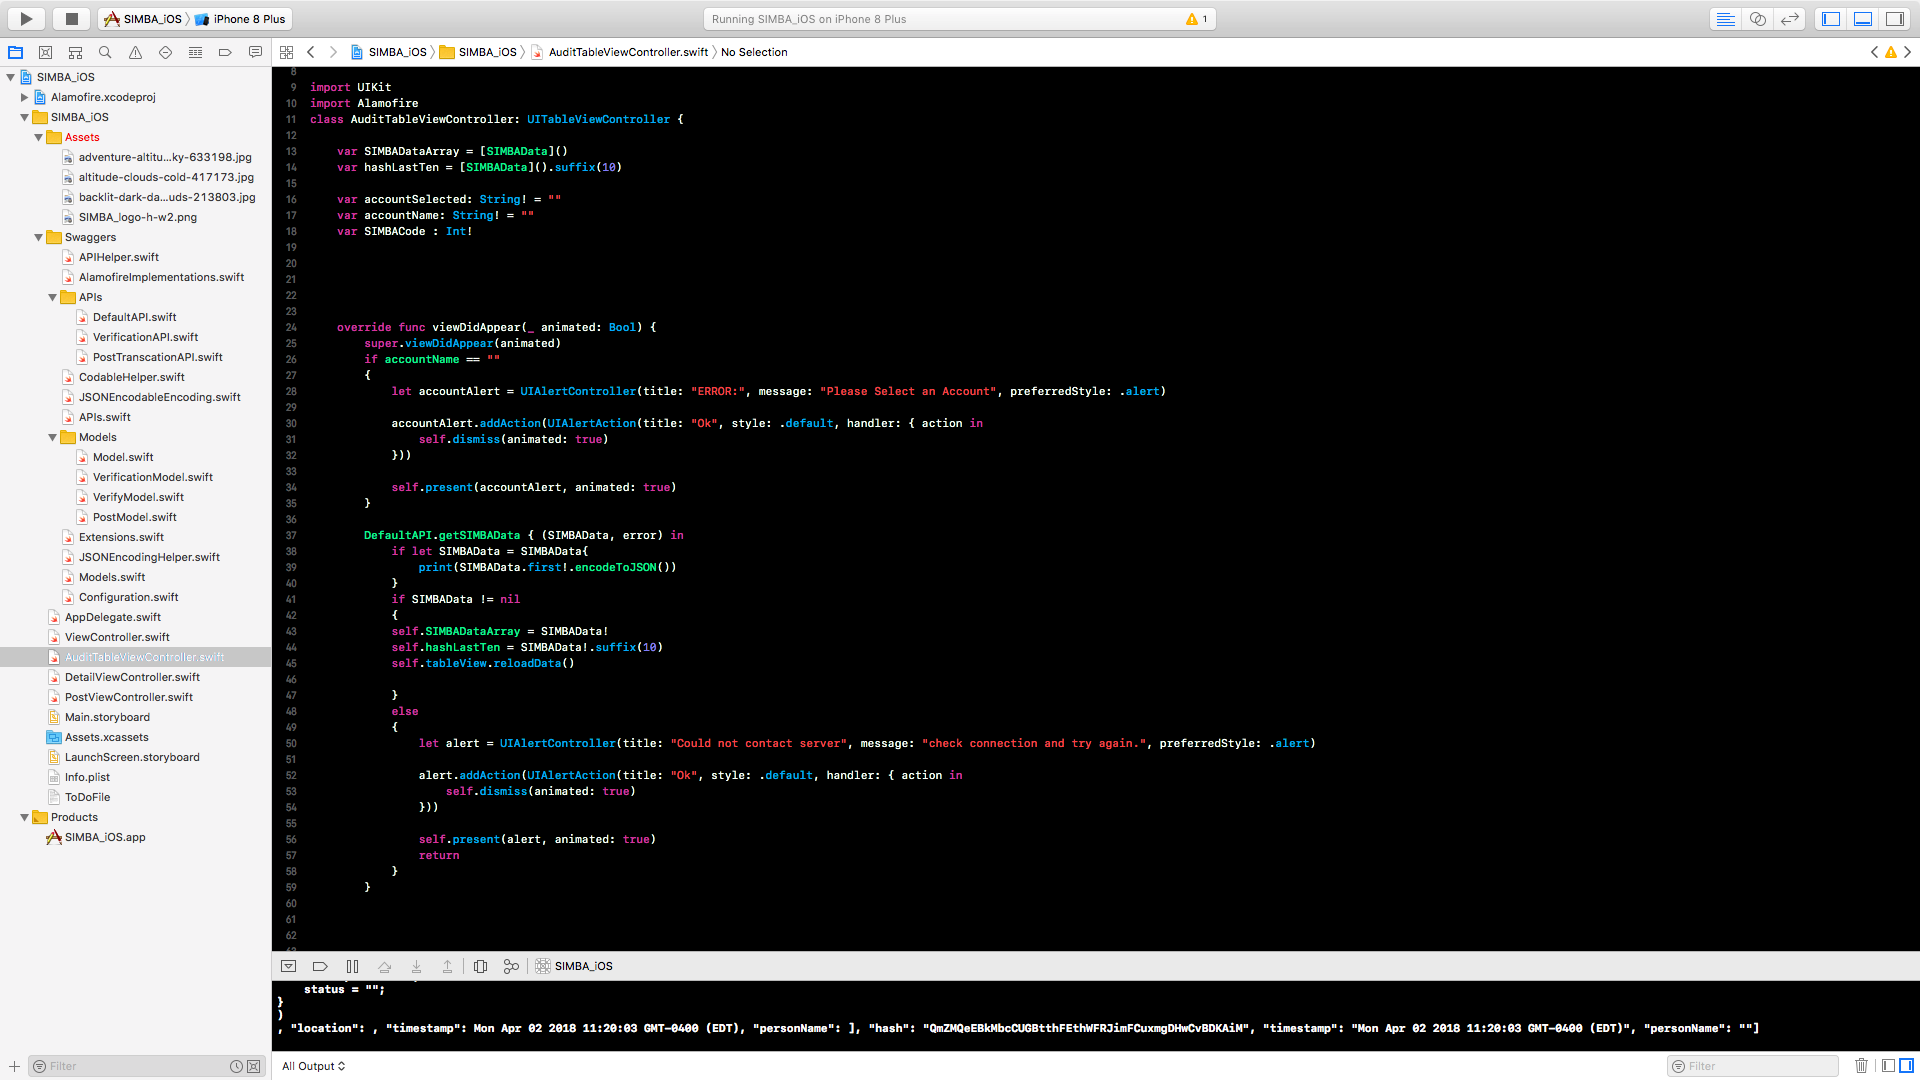 SIMBA_iOS iPhone 8 Plus
Running SIMBA_iOS on iPhone 8 Plus
1
SIMBA_iOS SIMBA_iOS AuditTableViewController.swift No Selection
SIMBA_iOS
Alamofire.xcodeproj
SIMBA_iOS
Assets
adventure-altitu…ky-633198.jpg
altitude-clouds-cold-417173.jpg
backlit-dark-da…uds-213803.jpg
SIMBA_logo-h-w2.png
Swaggers
APIHelper.swift
AlamofireImplementations.swift
APIs
DefaultAPI.swift
VerificationAPI.swift
PostTranscationAPI.swift
CodableHelper.swift
JSONEncodableEncoding.swift
APIs.swift
Models
Model.swift
VerificationModel.swift
VerifyModel.swift
PostModel.swift
Extensions.swift
JSONEncodingHelper.swift
Models.swift
Configuration.swift
AppDelegate.swift
ViewController.swift
AuditTableViewController.swift
DetailViewController.swift
PostViewController.swift
Main.storyboard
Assets.xcassets
LaunchScreen.storyboard
Info.plist
ToDoFile
Products
SIMBA_iOS.app
Filter
8
9 import UIKit
10 import Alamofire
11 class AuditTableViewController: UITableViewController {
12
13 var SIMBADataArray = [SIMBAData]()
14 var hashLastTen = [SIMBAData]().suffix(10)
15
16 var accountSelected: String! = ""
17 var accountName: String! = ""
18 var SIMBACode : Int!
19
20
21
22
23
24 override func viewDidAppear(_ animated: Bool) {
25 super.viewDidAppear(animated)
26 if accountName == ""
27 {
28 let accountAlert = UIAlertController(title: "ERROR:", message: "Please Select an Account", preferredStyle: .alert)
29
30 accountAlert.addAction(UIAlertAction(title: "Ok", style: .default, handler: { action in
31 self.dismiss(animated: true)
32 }))
33
34 self.present(accountAlert, animated: true)
35 }
36
37 DefaultAPI.getSIMBAData { (SIMBAData, error) in
38 if let SIMBAData = SIMBAData{
39 print(SIMBAData.first!.encodeToJSON())
40 }
41 if SIMBAData != nil
42 {
43 self.SIMBADataArray = SIMBAData!
44 self.hashLastTen = SIMBAData!.suffix(10)
45 self.tableView.reloadData()
46
47 }
48 else
49 {
50 let alert = UIAlertController(title: "Could not contact server", message: "check connection and try again.", preferredStyle: .alert)
51
52 alert.addAction(UIAlertAction(title: "Ok", style: .default, handler: { action in
53 self.dismiss(animated: true)
54 }))
55
56 self.present(alert, animated: true)
57 return
58 }
59 }
60
61
62
SIMBA_iOS
status = "";
}
)
, "location": , "timestamp": Mon Apr 02 2018 11:20:03 GMT-0400 (EDT), "personName": ], "hash": "QmZMQeEBkMbcCUGBtthFEthWFRJimFCuxmgDHwCvBDKAiM", "timestamp": "Mon Apr 02 2018 11:20:03 GMT-0400 (EDT)", "personName": ""]
All Output
Filter